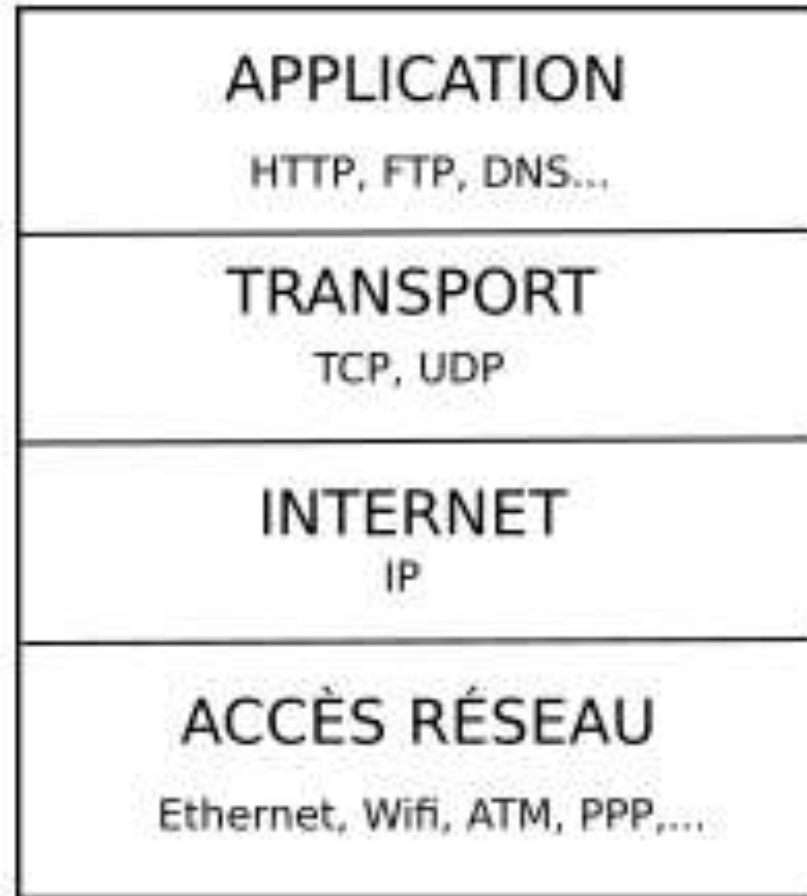 APPLICATION
HTTP, FTP, DNS...
TRANSPORT
TCP, UDP
INTERNET
IP
ACCÈS RÉSEAU
Ethernet, Wifi, ATM, PPP,...